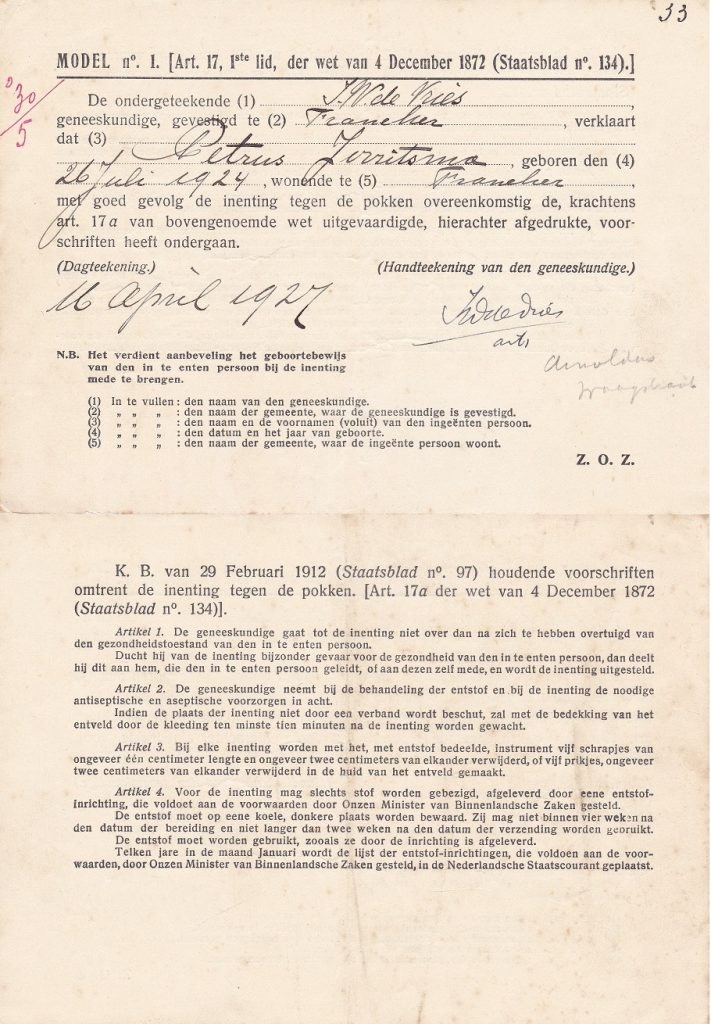 33
MODEL nº. 1. [Art. 17, 1ste lid, der wet van 4 December 1872 (Staatsblad nº. 134).]
'30/5
De ondergeteekende (1) de Vries,
geneeskundige, gevestigd te (2) Franeker, verklaart
dat (3)
Petrus Jorritsma, geboren den (4)
26 Juli 1924, wonende te (5) Franeker,
met goed gevolg de inenting tegen de pokken overeenkomstig de, krachtens
art. 17a van bovengenoemde wet uitgevaardigde, hierachter afgedrukte, voor-
schriften heeft ondergaan.
(Dagteekening.) (Handteekening van den geneeskundige.)
16 April 1927
de Vries
arts
Arnoldus
N.B. Het verdient aanbeveling het geboortebewijs
van den in te enten persoon bij de inenting
mede te brengen.
(1) In te vullen : den naam van den geneeskundige.
(2) „ „ „ : den naam der gemeente, waar de geneeskundige is gevestigd.
(3) „ „ „ : den naam en de voornamen (voluit) van den ingeënten persoon.
(4) „ „ „ : den datum en het jaar van geboorte.
(5) „ „ „ : den naam der gemeente, waar de ingeënte persoon woont.
Z. O. Z.
K. B. van 29 Februari 1912 (Staatsblad nº. 97) houdende voorschriften
omtrent de inenting tegen de pokken. [Art. 17a der wet van 4 December 1872
(Staatsblad nº. 134)].
Artikel 1. De geneeskundige gaat tot de inenting niet over dan na zich te hebben overtuigd van
den gezondheidstoestand van den in te enten persoon.
Ducht hij van de inenting bijzonder gevaar voor de gezondheid van den in te enten persoon, dan deelt
hij dit aan hem, die den in te enten persoon geleidt, of aan dezen zelf mede, en wordt de inenting uitgesteld.
Artikel 2. De geneeskundige neemt bij de behandeling der entstof en bij de inenting de noodige
antiseptische en aseptische voorzorgen in acht.
Indien de plaats der inenting niet door een verband wordt beschut, zal met de bedekking van het
entveld door de kleeding ten minste tien minuten na de inenting worden gewacht.
Artikel 3. Bij elke inenting worden met het, met entstof bedeelde, instrument vijf schrapjes van
ongeveer één centimeter lengte en ongeveer twee centimeters van elkander verwijderd, of vijf prikjes, ongeveer
twee centimeters van elkander verwijderd in de huid van het entveld gemaakt.
Artikel 4. Voor de inenting mag slechts stof worden gebezigd, afgeleverd door eene entstof-
inrichting, die voldoet aan de voorwaarden door Onzen Minister van Binnenlandsche Zaken gesteld.
De entstof moet op eene koele, donkere plaats worden bewaard. Zij mag niet binnen vier weken na
den datum der bereiding en niet langer dan twee weken na den datum der verzending worden gebruikt.
De entstof moet worden gebruikt, zooals ze door de inrichting is afgeleverd.
Telken jare in de maand Januari wordt de lijst der entstof-inrichtingen, die voldoen aan de voor-
waarden, door Onzen Minister van Binnenlandsche Zaken gesteld, in de Nederlandsche Staatscourant geplaatst.